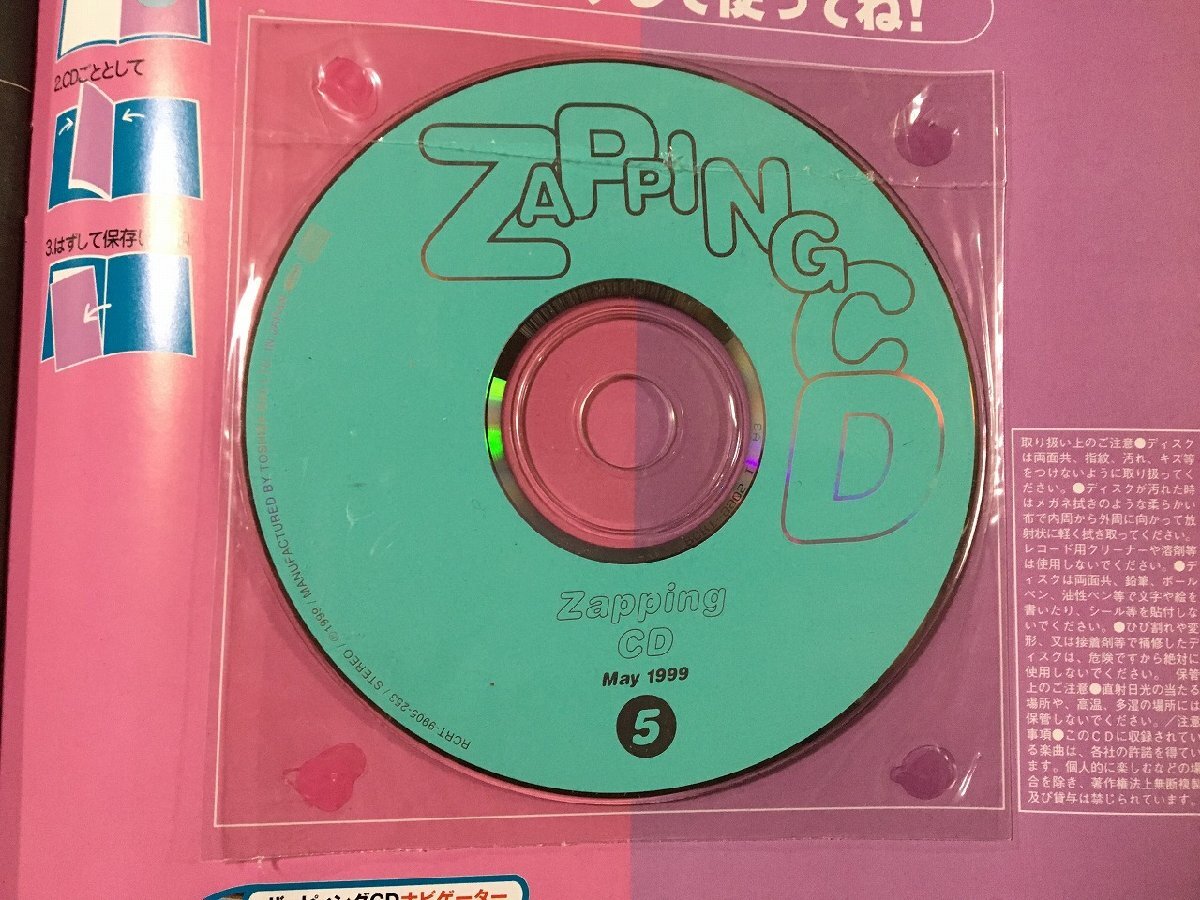 して使ってね!
2.CDごととして
3.はずして保存
ZAPPING CD
Zapping
CD
May 1999
5
RCRT-9905-253 / STEREO / ©1999 / MANUFACTURED BY TOSHIBA
取り扱い上のご注意●ディスク
は両面共、指紋、汚れ、キズ等
をつけないように取り扱ってく
ださい。●ディスクが汚れた時
はメガネ拭きのような柔らかい
布で内周から外周に向かって放
射状に軽く拭き取ってください。
レコード用クリーナーや溶剤等
は使用しないでください。●デ
ィスクは両面共、鉛筆、ボール
ペン、油性ペン等で文字や絵を
書いたり、シール等を貼付しな
いでください。●ひび割れや変
形、又は接着剤等で補修したデ
ィスクは、危険ですから絶対に
使用しないでください。 保管
上のご注意●直射日光の当たる
場所や、高温、多湿の場所には
保管しないでください。/注意
事項●このCDに収録されてい
る楽曲は、各社の許諾を得てい
ます。個人的に楽しむなどの場
合を除き、著作権法上無断複製
及び貸与は禁じられています。
ザッピングCDナビゲーター